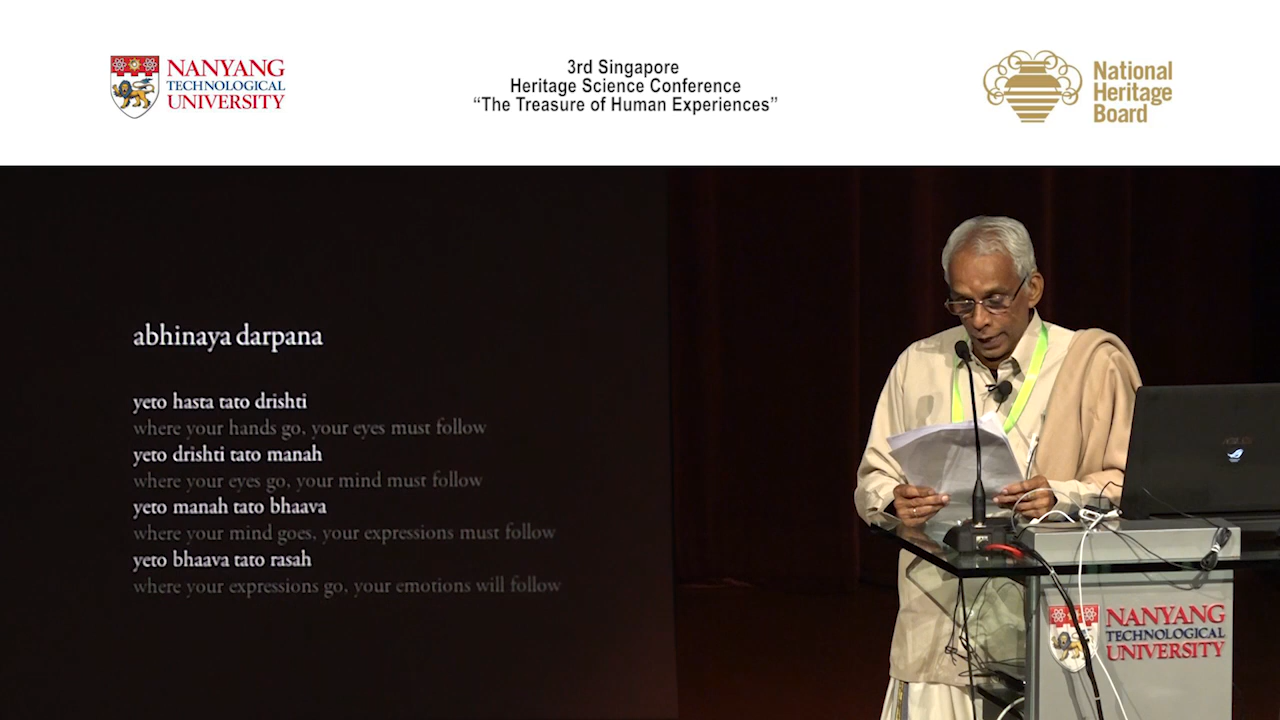 NANYANG
TECHNOLOGICAL
UNIVERSITY
3rd Singapore
Heritage Science Conference
“The Treasure of Human Experiences”
National
Heritage
Board
abhinaya darpana
yeto hasta tato drishti
where your hands go, your eyes must follow
yeto drishti tato manah
where your eyes go, your mind must follow
yeto manah tato bhaava
where your mind goes, your expressions must follow
yeto bhaava tato rasah
where your expressions go, your emotions will follow
NANYANG
TECHNOLOGICAL
UNIVERSITY